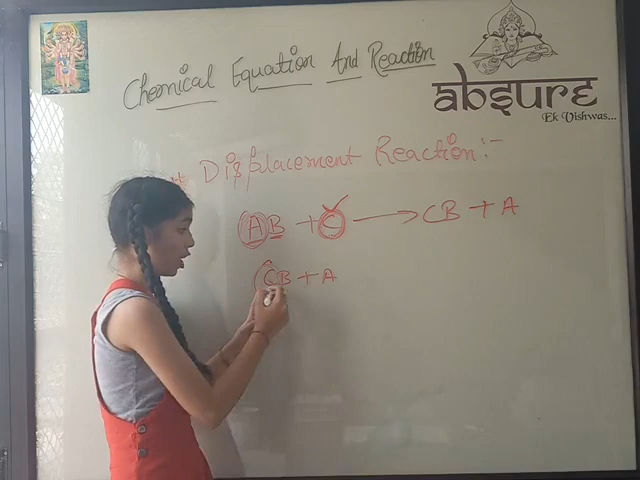 Chemical Equation And Reaction
absure
Ek Vishwas...
* Displacement Reaction:-
AB + C → CB + A
CB + A